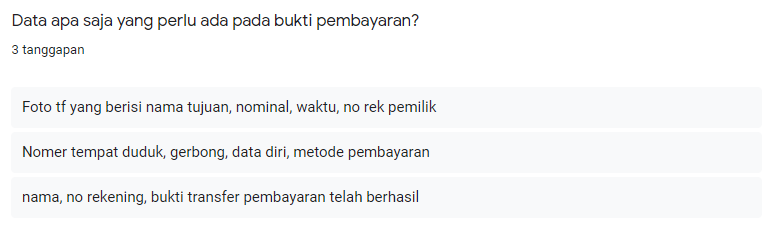 Data apa saja yang perlu ada pada bukti pembayaran?
3 tanggapan
Foto tf yang berisi nama tujuan, nominal, waktu, no rek pemilik
Nomer tempat duduk, gerbong, data diri, metode pembayaran
nama, no rekening, bukti transfer pembayaran telah berhasil